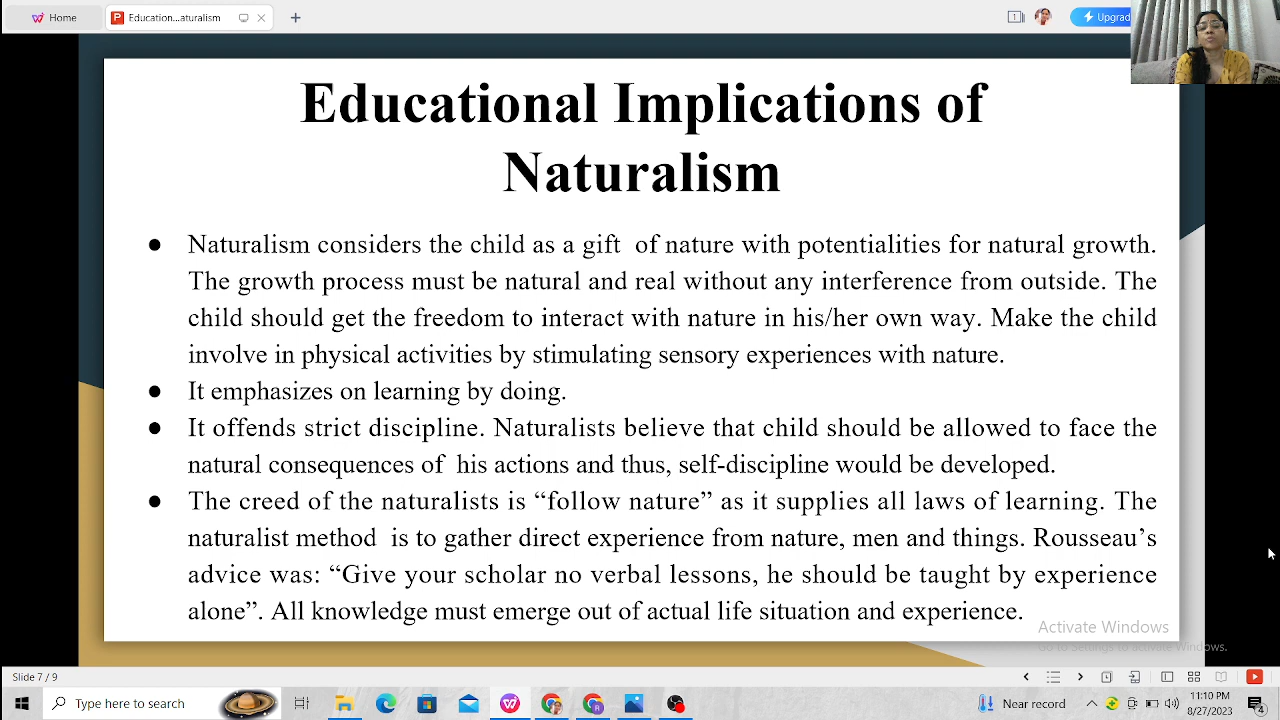 Home
Education...aturalism
1
Upgrad
Educational Implications of
Naturalism
● Naturalism considers the child as a gift of nature with potentialities for natural growth.
The growth process must be natural and real without any interference from outside. The
child should get the freedom to interact with nature in his/her own way. Make the child
involve in physical activities by stimulating sensory experiences with nature.
● It emphasizes on learning by doing.
● It offends strict discipline. Naturalists believe that child should be allowed to face the
natural consequences of his actions and thus, self-discipline would be developed.
● The creed of the naturalists is “follow nature” as it supplies all laws of learning. The
naturalist method is to gather direct experience from nature, men and things. Rousseau’s
advice was: “Give your scholar no verbal lessons, he should be taught by experience
alone”. All knowledge must emerge out of actual life situation and experience.
Activate Windows
Go to Settings to activate Windows.
Slide 7 / 9
Type here to search
Near record
11:10 PM
8/27/2023
4